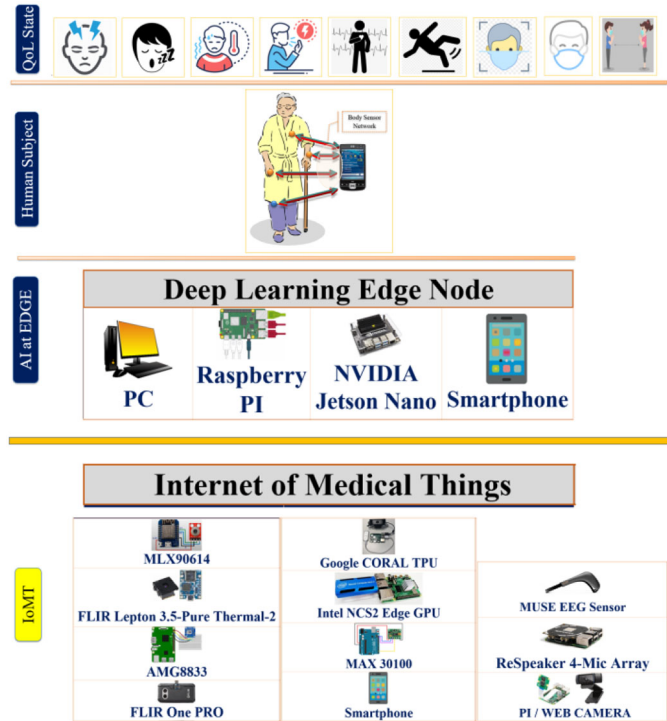 QoL State
Human Subject
Body Sensor
Network
AI at EDGE
Deep Learning Edge Node
PC
Raspberry
PI
NVIDIA
Jetson Nano
Smartphone
Internet of Medical Things
IoMT
MLX90614
FLIR Lepton 3.5-Pure Thermal-2
AMG8833
FLIR One PRO
Google CORAL TPU
Intel NCS2 Edge GPU
MAX 30100
Smartphone
MUSE EEG Sensor
ReSpeaker 4-Mic Array
PI / WEB CAMERA